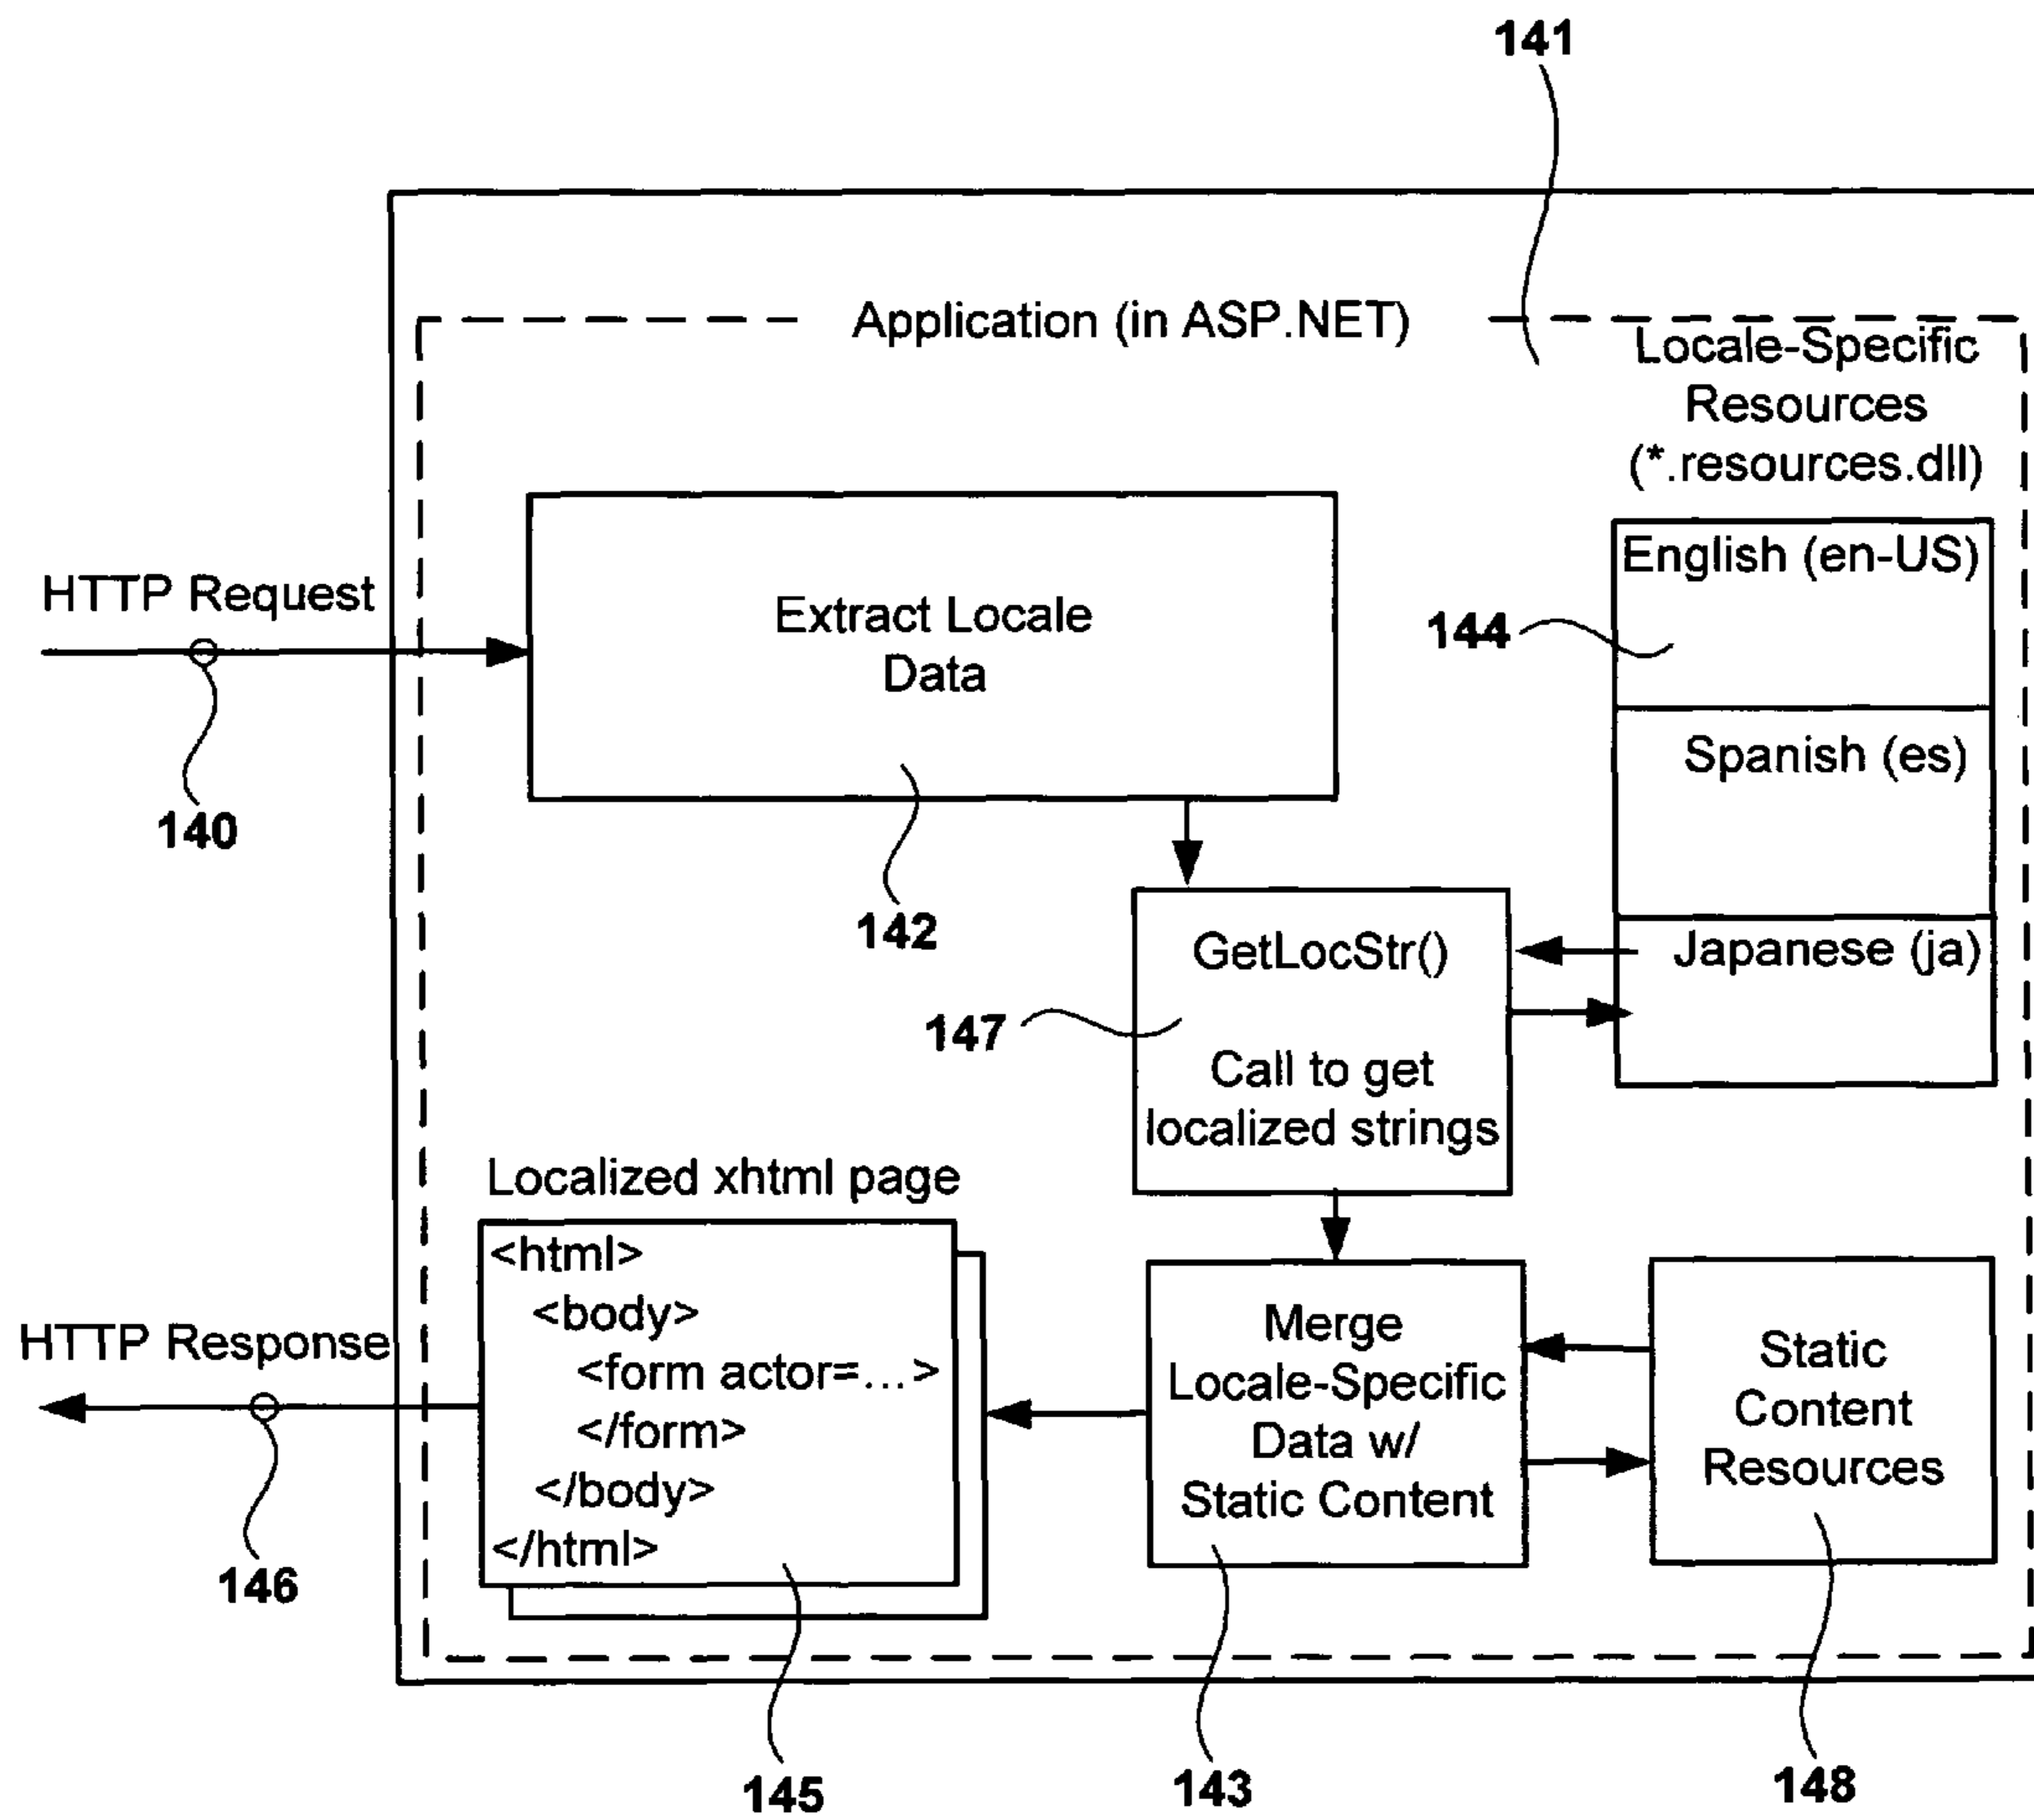 141
Application (in ASP.NET)
Locale-Specific
Resources
(*.resources.dll)
English (en-US)
HTTP Request
Extract Locale
Data
144
Spanish (es)
140
142
GetLocStr()
Japanese (ja)
147
Call to get
localized strings
Localized xhtml page
<html>
<body>
<form actor=...>
</form>
</body>
</html>
HTTP Response
Merge
Locale-Specific
Data w/
Static Content
Static
Content
Resources
146
145
143
148